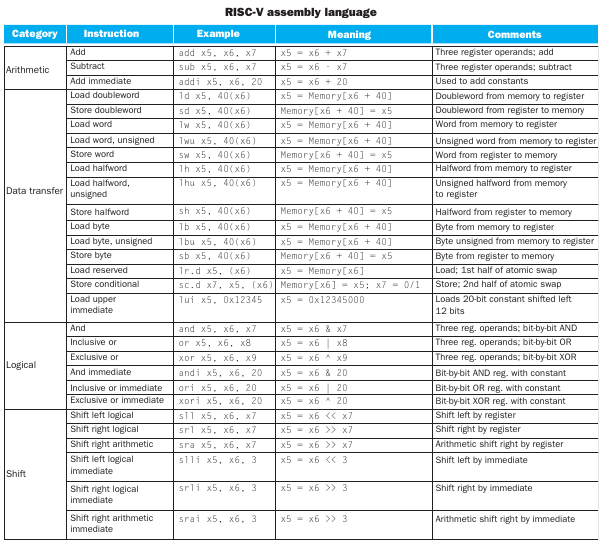 RISC-V assembly language
Category Instruction Example Meaning Comments
Arithmetic
Add add x5, x6, x7 x5 = x6 + x7 Three register operands; add
Subtract sub x5, x6, x7 x5 = x6 - x7 Three register operands; subtract
Add immediate addi x5, x6, 20 x5 = x6 + 20 Used to add constants
Data transfer
Load doubleword ld x5, 40(x6) x5 = Memory[x6 + 40] Doubleword from memory to register
Store doubleword sd x5, 40(x6) Memory[x6 + 40] = x5 Doubleword from register to memory
Load word lw x5, 40(x6) x5 = Memory[x6 + 40] Word from memory to register
Load word, unsigned lwu x5, 40(x6) x5 = Memory[x6 + 40] Unsigned word from memory to register
Store word sw x5, 40(x6) Memory[x6 + 40] = x5 Word from register to memory
Load halfword lh x5, 40(x6) x5 = Memory[x6 + 40] Halfword from memory to register
Load halfword, lhu x5, 40(x6) x5 = Memory[x6 + 40] Unsigned halfword from memory
unsigned to register
Store halfword sh x5, 40(x6) Memory[x6 + 40] = x5 Halfword from register to memory
Load byte lb x5, 40(x6) x5 = Memory[x6 + 40] Byte from memory to register
Load byte, unsigned lbu x5, 40(x6) x5 = Memory[x6 + 40] Byte unsigned from memory to register
Store byte sb x5, 40(x6) Memory[x6 + 40] = x5 Byte from register to memory
Load reserved lr.d x5, (x6) x5 = Memory[x6] Load; 1st half of atomic swap
Store conditional sc.d x7, x5, (x6) Memory[x6] = x5; x7 = 0/1 Store; 2nd half of atomic swap
Load upper lui x5, 0x12345 x5 = 0x12345000 Loads 20-bit constant shifted left
immediate 12 bits
Logical
And and x5, x6, x7 x5 = x6 & x7 Three reg. operands; bit-by-bit AND
Inclusive or or x5, x6, x8 x5 = x6 | x8 Three reg. operands; bit-by-bit OR
Exclusive or xor x5, x6, x9 x5 = x6 ^ x9 Three reg. operands; bit-by-bit XOR
And immediate andi x5, x6, 20 x5 = x6 & 20 Bit-by-bit AND reg. with constant
Inclusive or immediate ori x5, x6, 20 x5 = x6 | 20 Bit-by-bit OR reg. with constant
Exclusive or immediate xori x5, x6, 20 x5 = x6 ^ 20 Bit-by-bit XOR reg. with constant
Shift
Shift left logical sll x5, x6, x7 x5 = x6 << x7 Shift left by register
Shift right logical srl x5, x6, x7 x5 = x6 >> x7 Shift right by register
Shift right arithmetic sra x5, x6, x7 x5 = x6 >> x7 Arithmetic shift right by register
Shift left logical slli x5, x6, 3 x5 = x6 << 3 Shift left by immediate
immediate
Shift right logical srli x5, x6, 3 x5 = x6 >> 3 Shift right by immediate
immediate
Shift right arithmetic srai x5, x6, 3 x5 = x6 >> 3 Arithmetic shift right by immediate
immediate